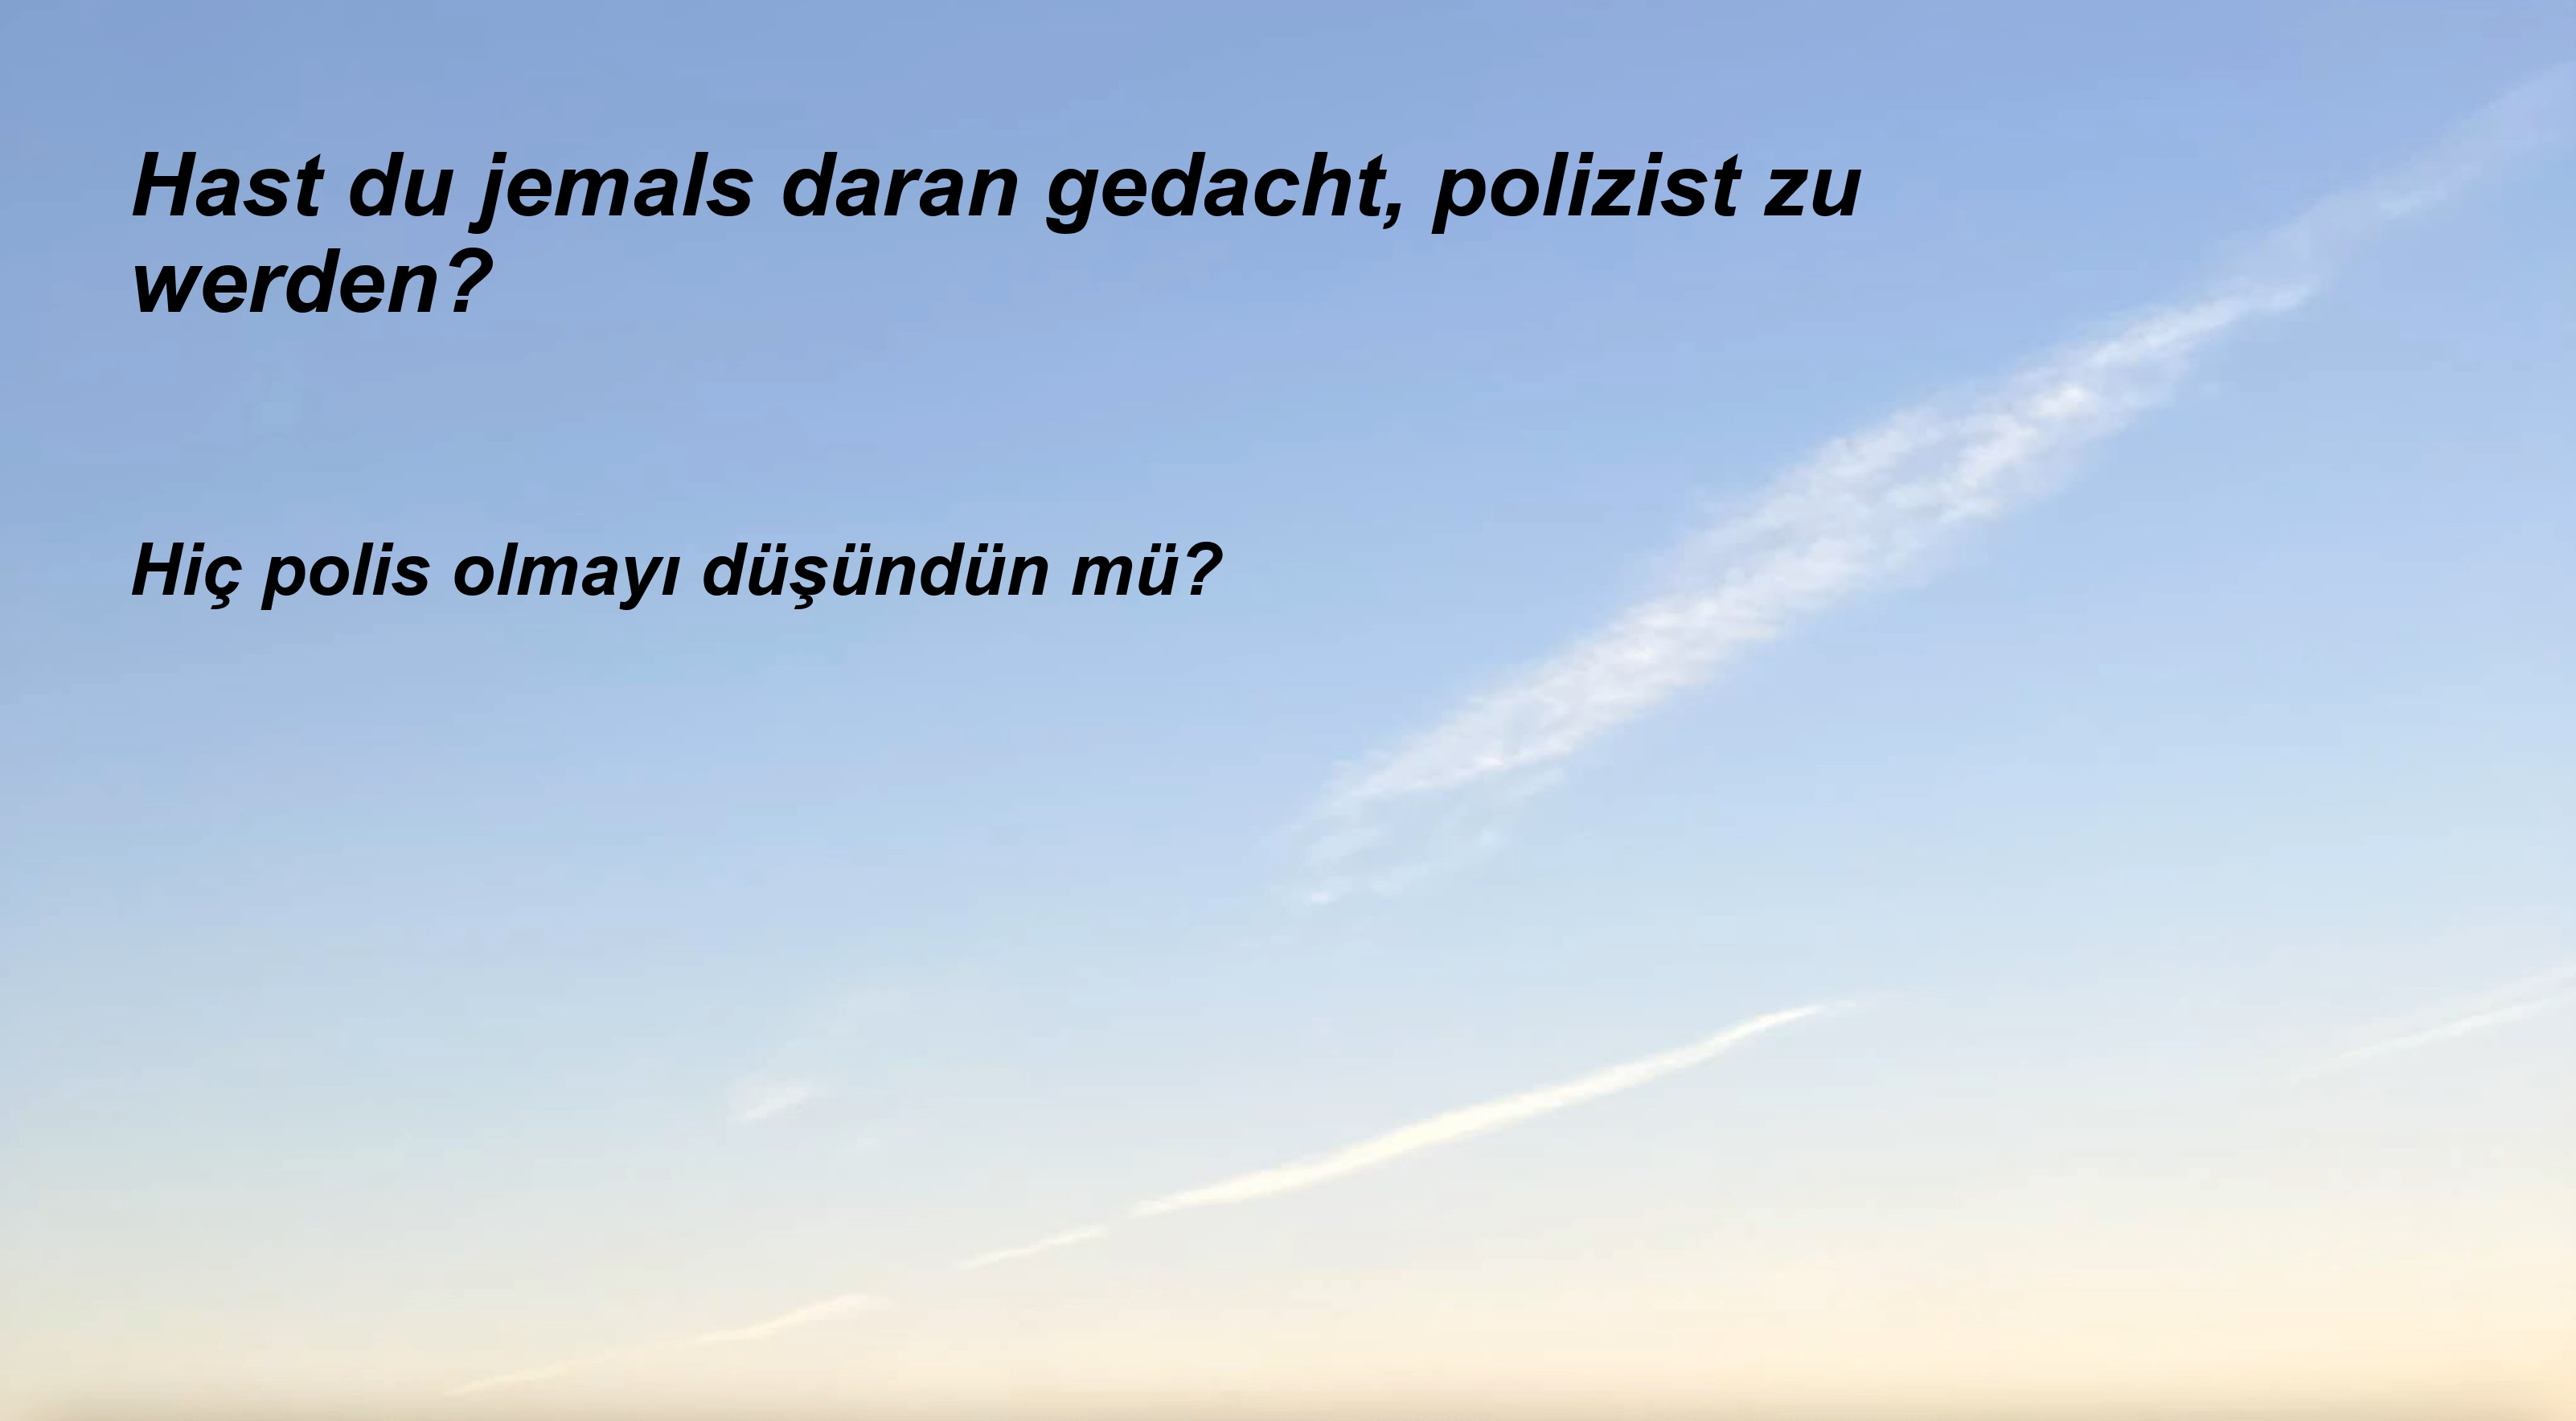 Hast du jemals daran gedacht, polizist zu
werden?
Hiç polis olmayı düşündün mü?